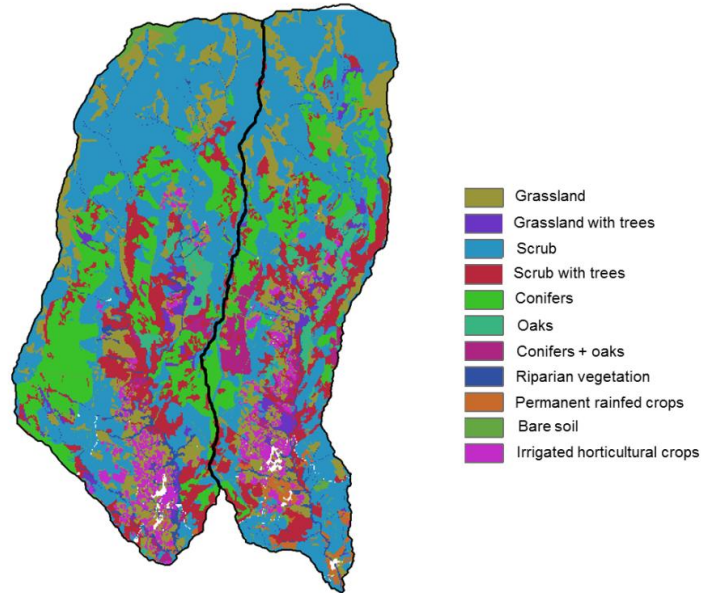 Grassland
Grassland with trees
Scrub
Scrub with trees
Conifers
Oaks
Conifers + oaks
Riparian vegetation
Permanent rainfed crops
Bare soil
Irrigated horticultural crops